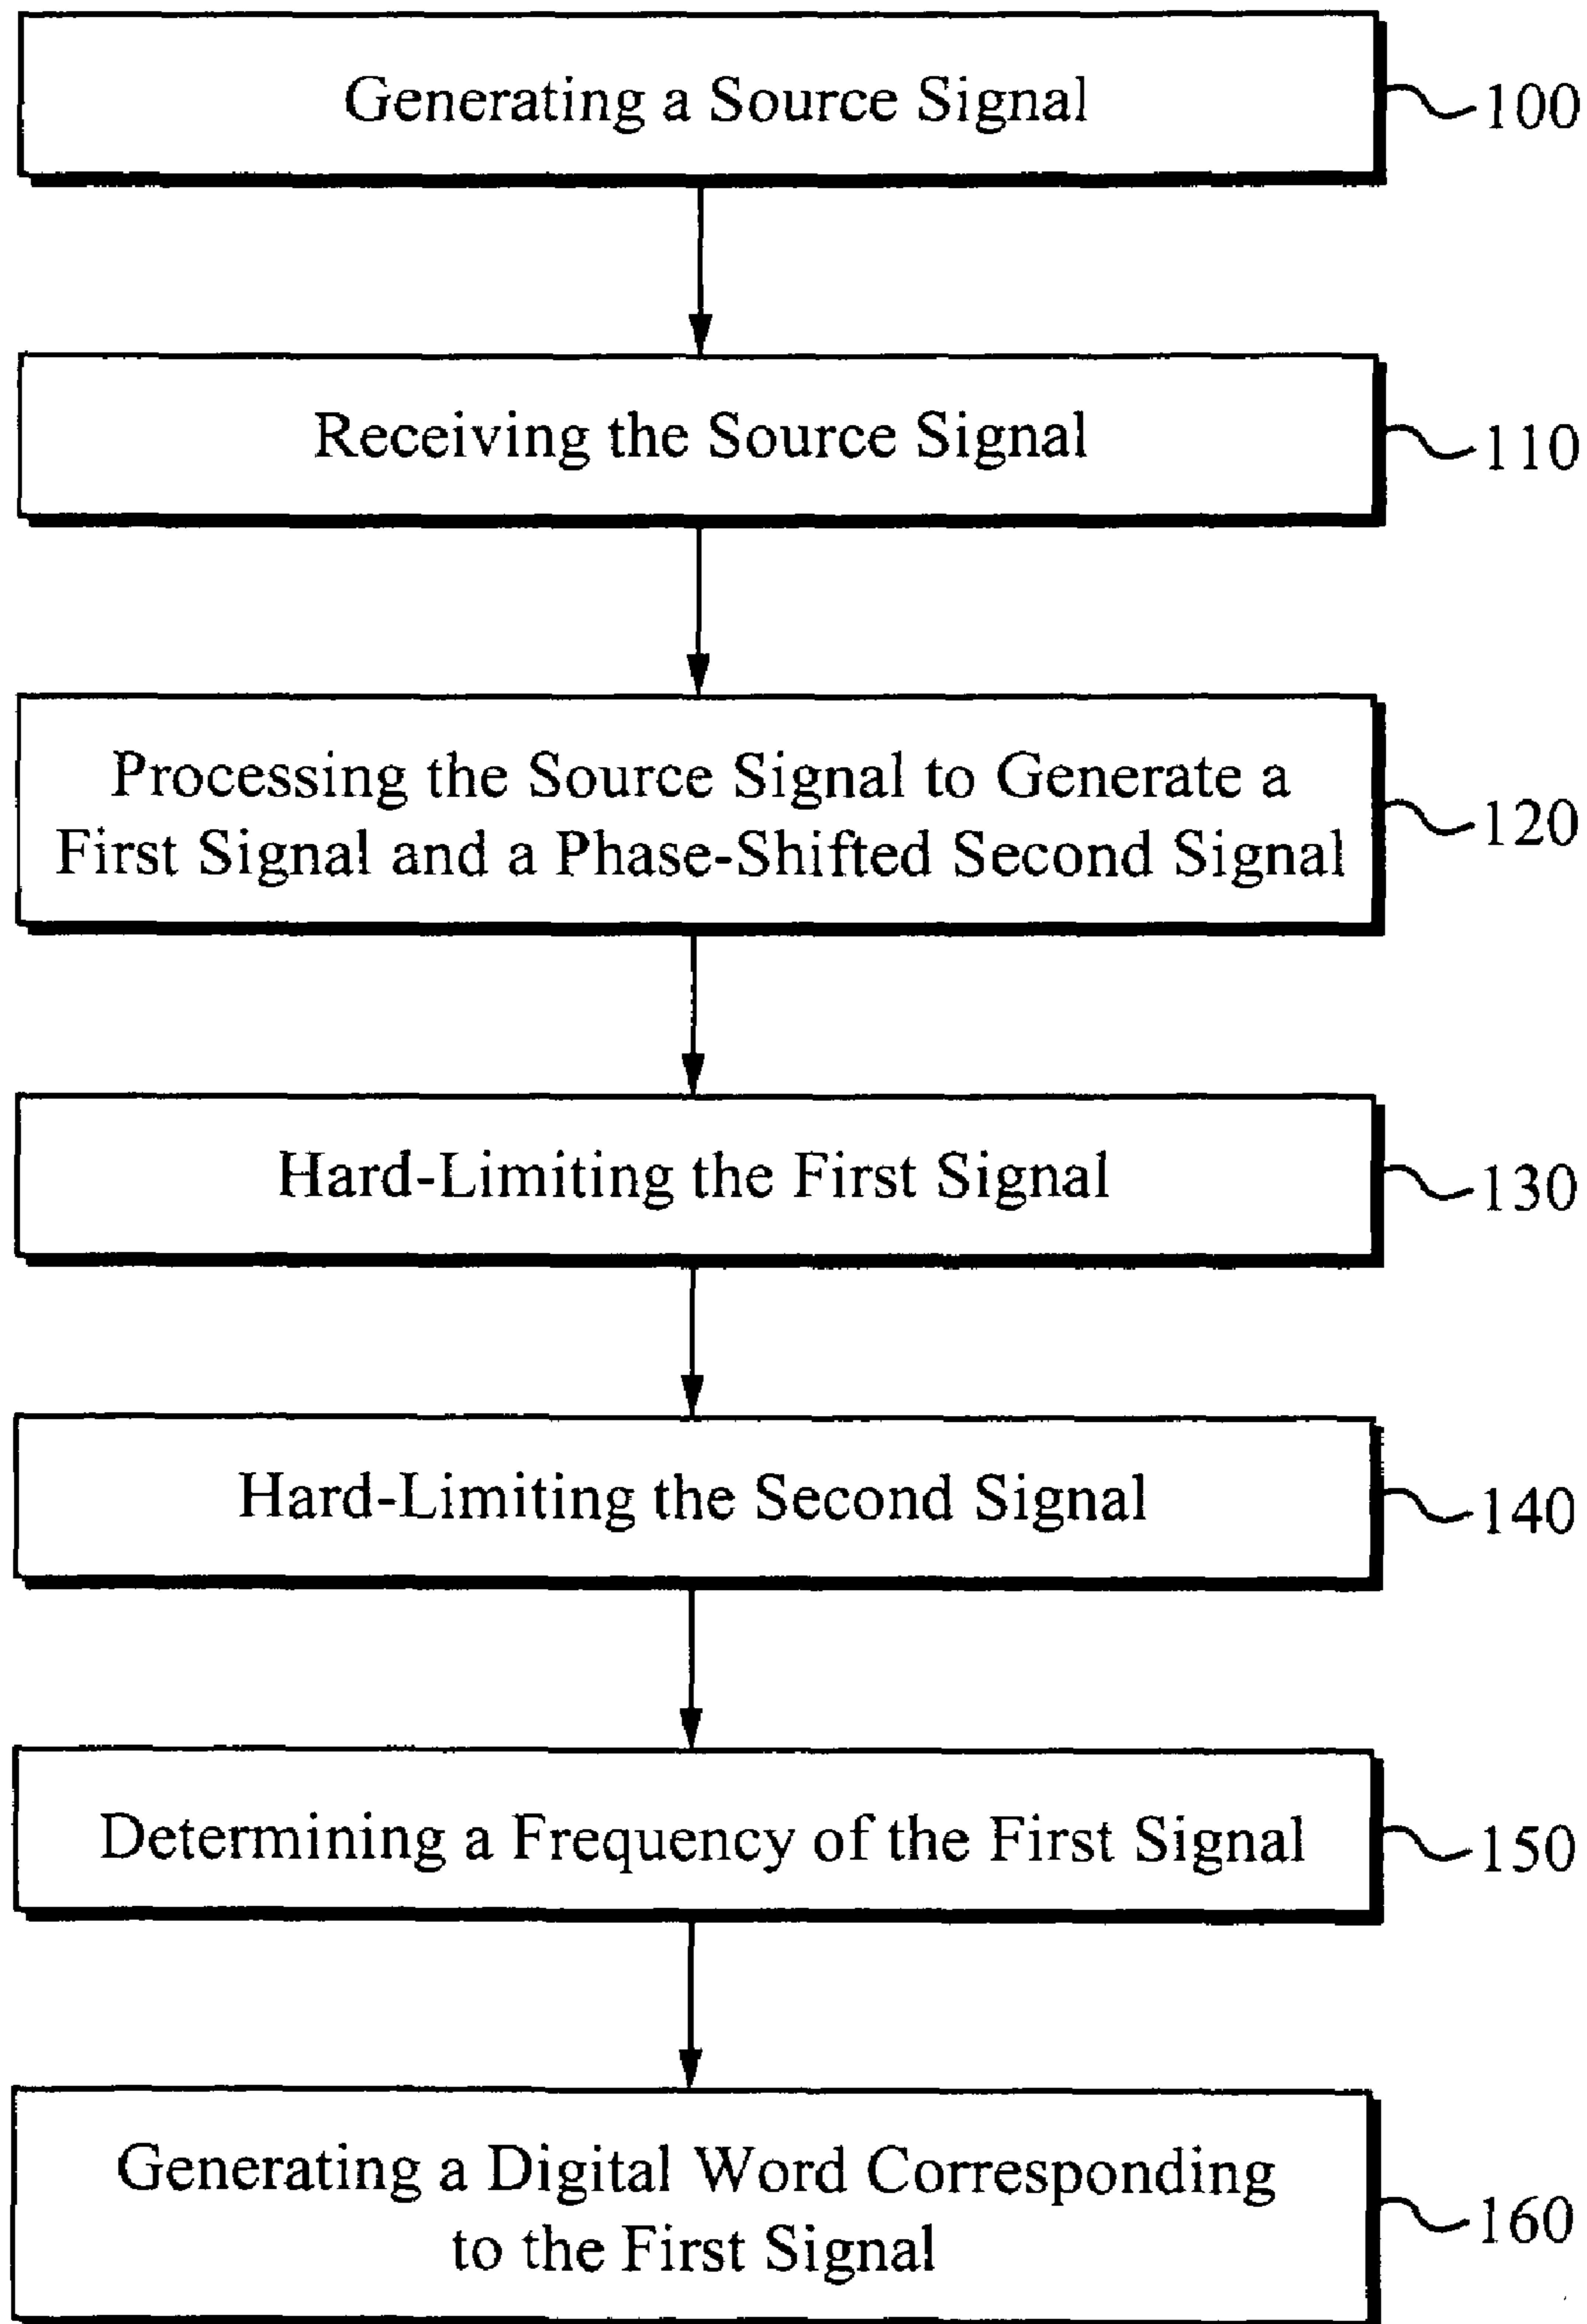 Generating a Source Signal
100
Receiving the Source Signal
110
Processing the Source Signal to Generate a
First Signal and a Phase-Shifted Second Signal
120
Hard-Limiting the First Signal
130
Hard-Limiting the Second Signal
140
Determining a Frequency of the First Signal
150
Generating a Digital Word Corresponding
to the First Signal
160